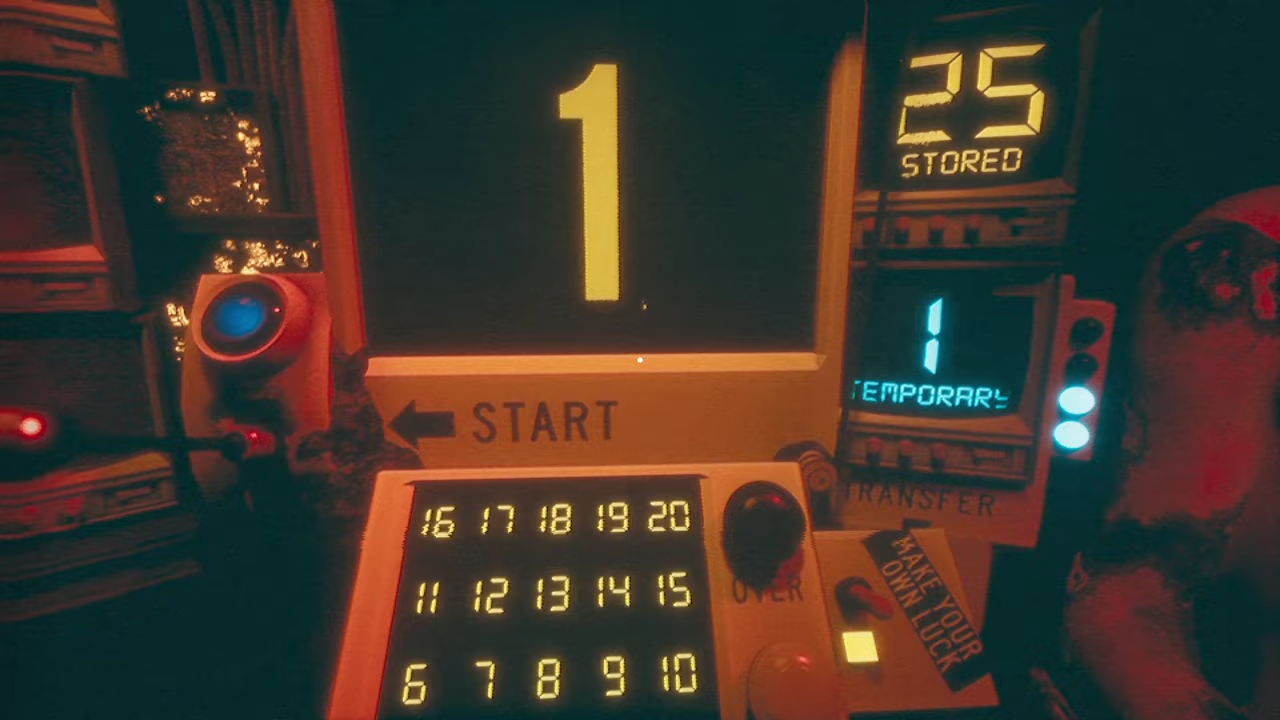 1
25
STORED
1
TEMPORARY
START
TRANSFER
16 17 18 19 20
11 12 13 14 15
6 7 8 9 10
OVER
MAKE YOUR
OWN LUCK